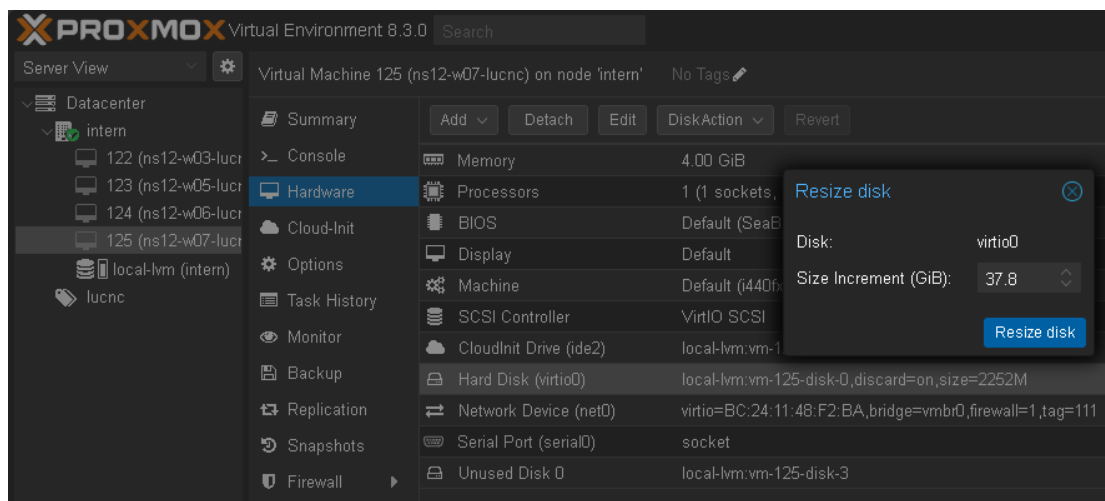 PROXMOX Virtual Environment 8.3.0 Search
Server View
Virtual Machine 125 (ns12-w07-lucnc) on node 'intern' No Tags
Datacenter
intern
122 (ns12-w03-lucr
123 (ns12-w05-lucr
124 (ns12-w06-lucr
125 (ns12-w07-lucr
local-lvm (intern)
lucnc
Summary
Console
Hardware
Cloud-Init
Options
Task History
Monitor
Backup
Replication
Snapshots
Firewall
Add Detach Edit DiskAction Revert
Memory 4.00 GiB
Processors 1 (1 sockets,
BIOS Default (SeaB
Display Default
Machine Default (i440fx
SCSI Controller VirtIO SCSI
CloudInit Drive (ide2) local-lvm:vm-1
Hard Disk (virtio0) local-lvm:vm-125-disk-0,discard=on,size=2252M
Network Device (net0) virtio=BC:24:11:48:F2:BA,bridge=vmbr0,firewall=1,tag=111
Serial Port (serial0) socket
Unused Disk 0 local-lvm:vm-125-disk-3
Resize disk
Disk: virtio0
Size Increment (GiB): 37.8
Resize disk